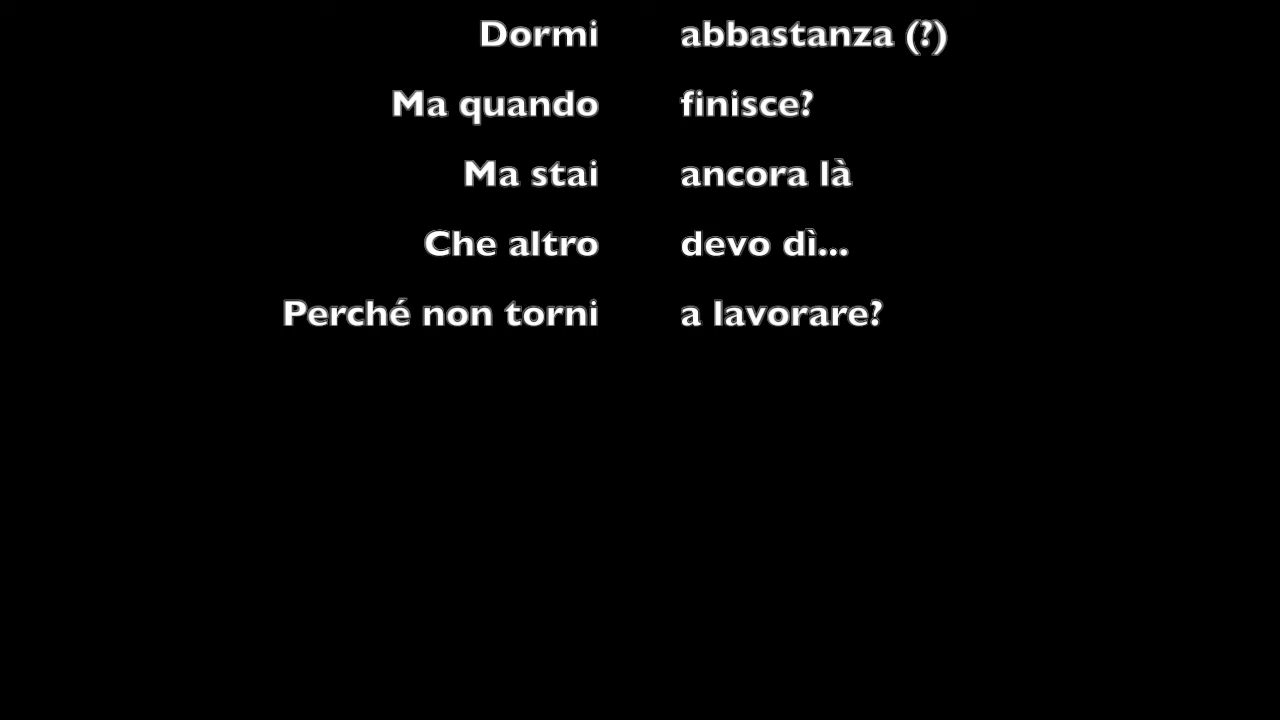 Dormi abbastanza (?)
Ma quando finisce?
Ma stai ancora là
Che altro devo dì...
Perché non torni a lavorare?